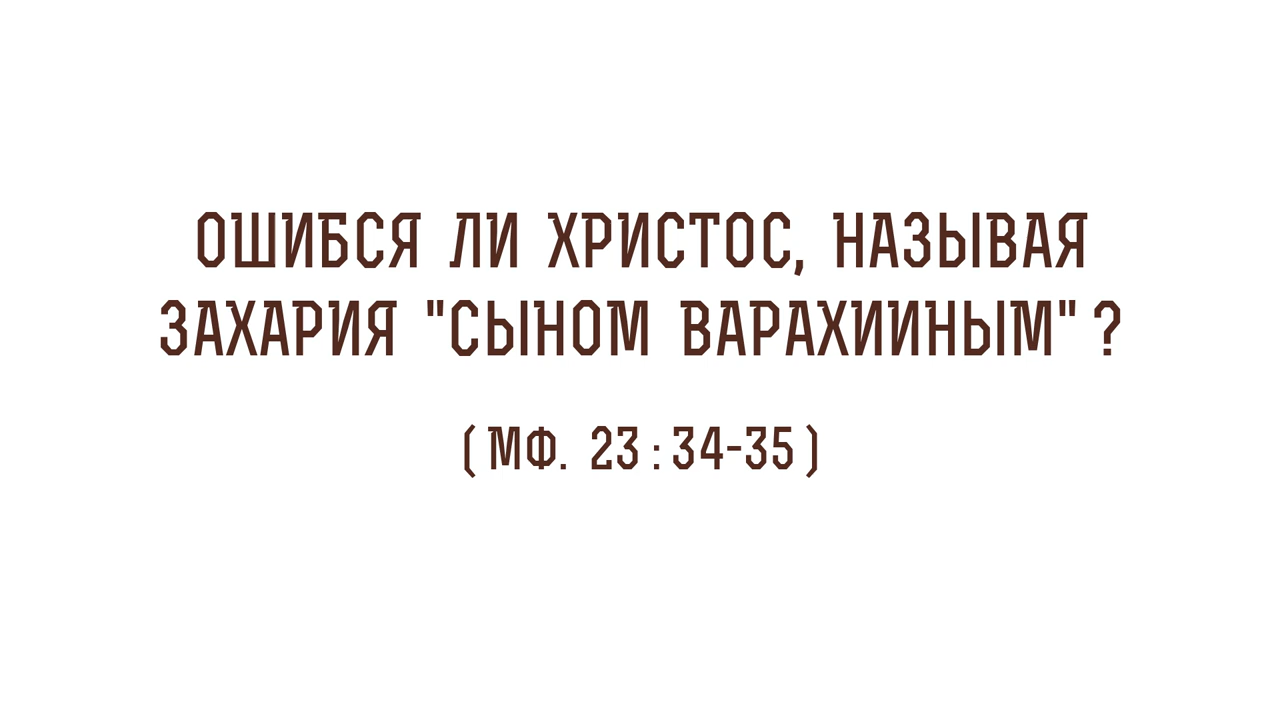 ОШИБСЯ ЛИ ХРИСТОС, НАЗЫВАЯ
ЗАХАРИЯ "СЫНОМ ВАРАХИИНЫМ"?
(МФ. 23:34-35)